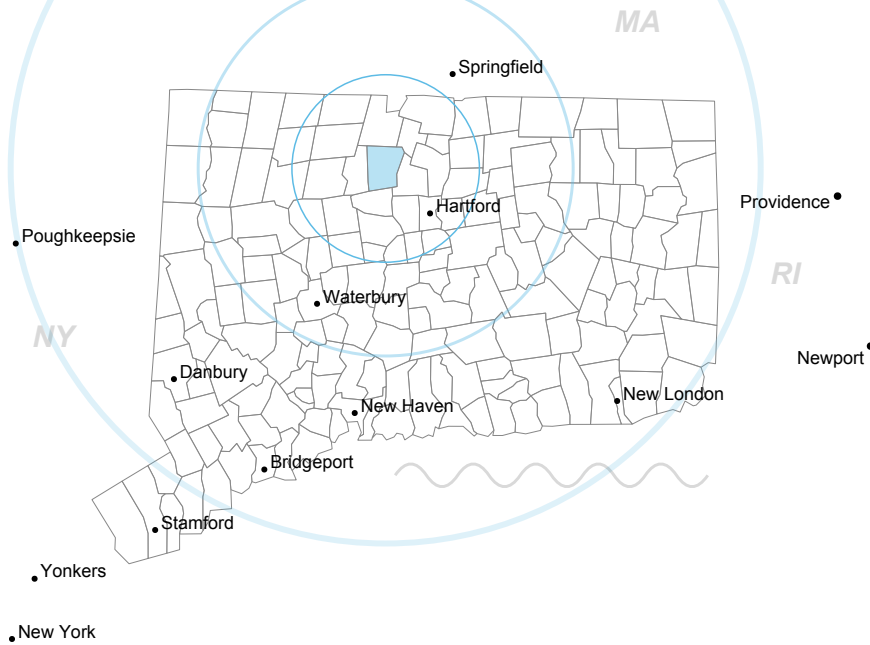 MA
Springfield
Providence
Hartford
Poughkeepsie
RI
Waterbury
NY
Newport
Danbury
New London
New Haven
Bridgeport
Stamford
Yonkers
New York